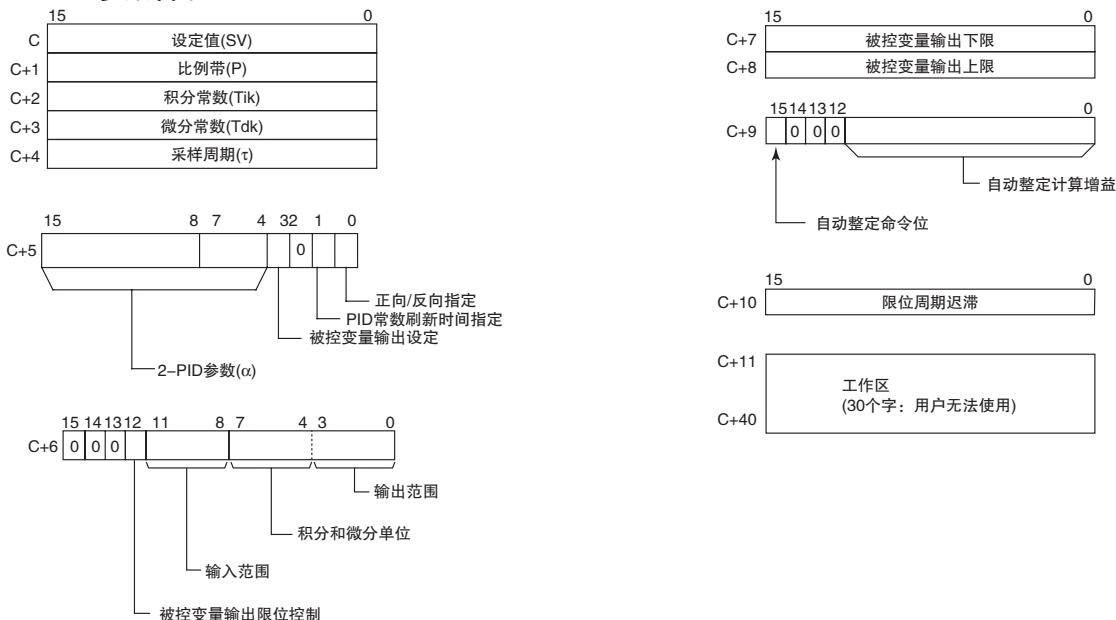 15 0
C 设定值(SV)
C+1 比例带(P)
C+2 积分常数(Tik)
C+3 微分常数(Tdk)
C+4 采样周期(τ)
15 8 7 4 32 1 0
C+5 0
正向/反向指定
PID常数刷新时间指定
被控变量输出设定
2–PID参数(α)
15 14 13 12 11 8 7 4 3 0
C+6 0 0 0
输出范围
积分和微分单位
输入范围
被控变量输出限位控制
15 0
C+7 被控变量输出下限
C+8 被控变量输出上限
15 14 13 12 0
C+9 0 0 0
自动整定计算增益
自动整定命令位
15 0
C+10 限位周期迟滞
C+11
工作区
(30个字：用户无法使用)
C+40